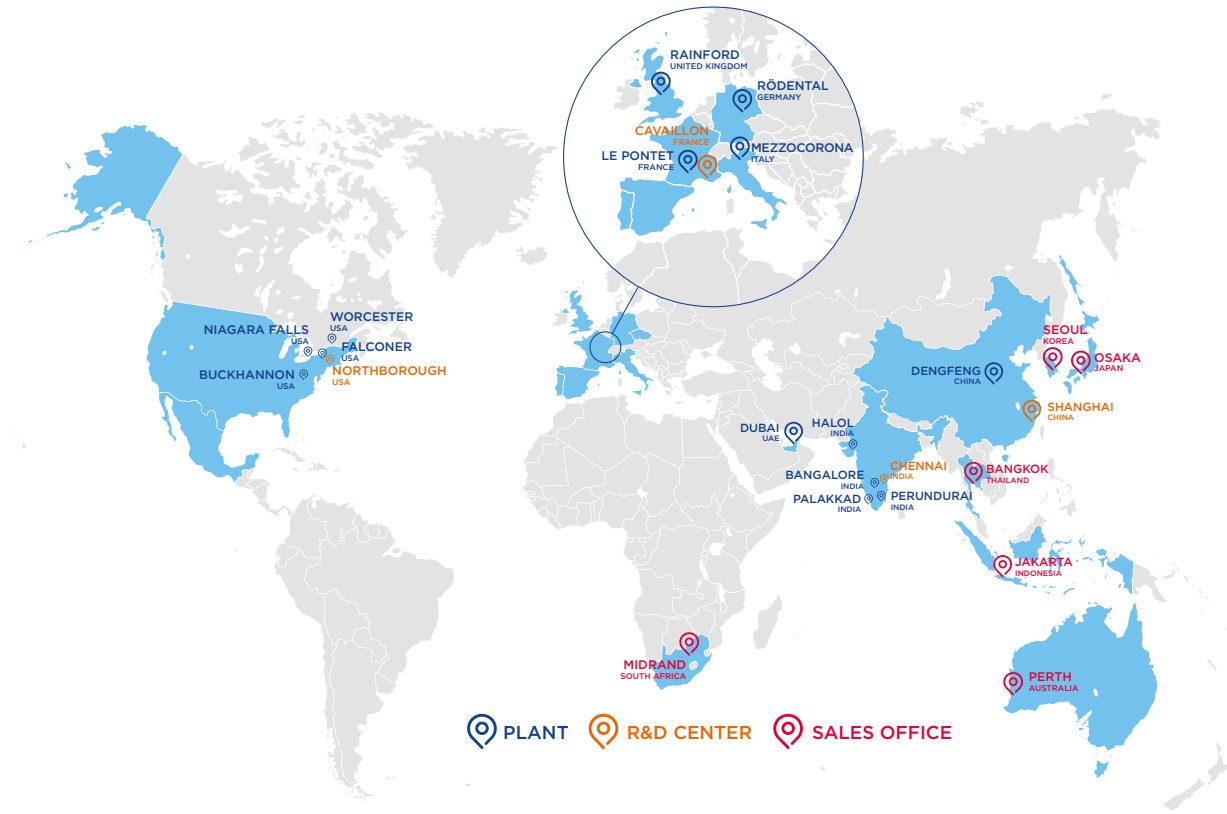 RAINFORD
UNITED KINGDOM
RÖDENTAL
GERMANY
CAVAILLON
FRANCE
LE PONTET
FRANCE
MEZZOCORONA
ITALY
WORCESTER
USA
NIAGARA FALLS
USA
FALCONER
USA
BUCKHANNON
USA
NORTHBOROUGH
USA
SEOUL
KOREA
OSAKA
JAPAN
DENGFENG
CHINA
SHANGHAI
CHINA
DUBAI
UAE
HALOL
INDIA
CHENNAI
INDIA
BANGALORE
INDIA
PALAKKAD
INDIA
PERUNDURAI
INDIA
BANGKOK
THAILAND
JAKARTA
INDONESIA
MIDRAND
SOUTH AFRICA
PERTH
AUSTRALIA
PLANT
R&D CENTER
SALES OFFICE